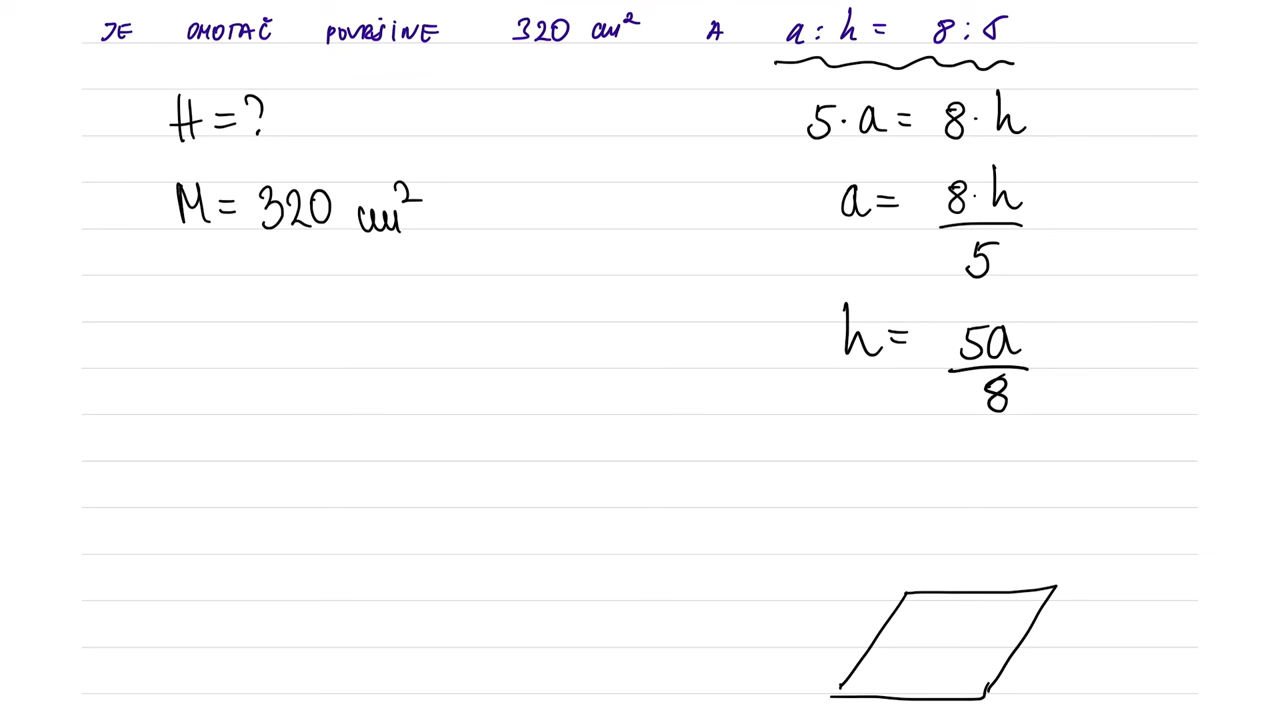 JE OMOTAČ POVRŠINE 320 cm² A a : h = 8 : 5
H = ?
5 · a = 8 · h
M = 320 cm²
a = 8 · h / 5
h = 5a / 8